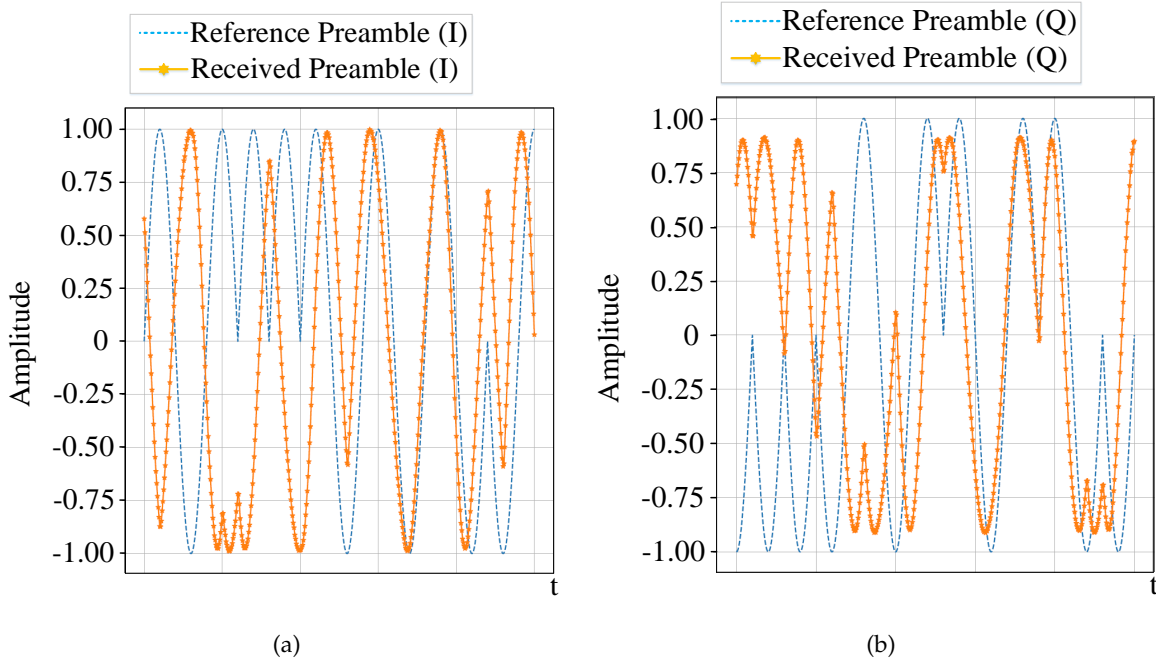 Reference Preamble (I)
Received Preamble (I)
Amplitude
1.00
0.75
0.50
0.25
0
-0.25
-0.50
-0.75
-1.00
t
(a)
Reference Preamble (Q)
Received Preamble (Q)
Amplitude
1.00
0.75
0.50
0.25
0
-0.25
-0.50
-0.75
-1.00
t
(b)